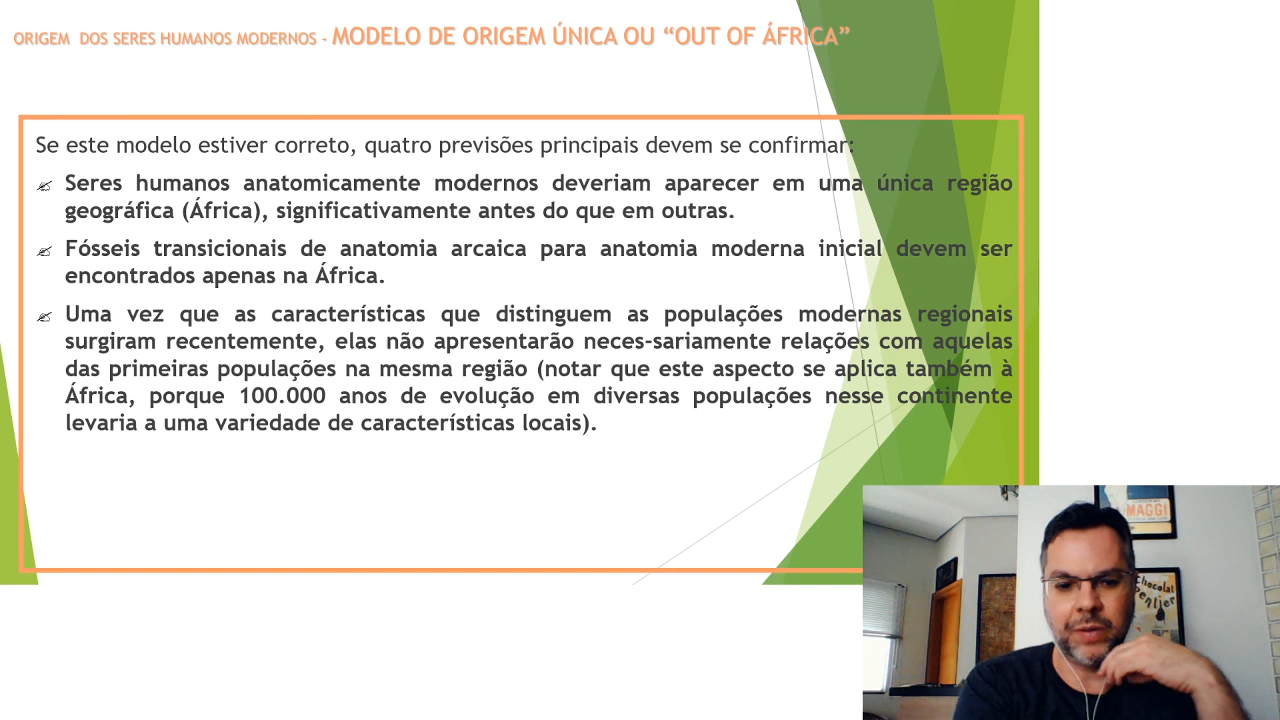 ORIGEM DOS SERES HUMANOS MODERNOS - MODELO DE ORIGEM ÚNICA OU “OUT OF ÁFRICA”
Se este modelo estiver correto, quatro previsões principais devem se confirmar:
Seres humanos anatomicamente modernos deveriam aparecer em uma única região
geográfica (África), significativamente antes do que em outras.
Fósseis transicionais de anatomia arcaica para anatomia moderna inicial devem ser
encontrados apenas na África.
Uma vez que as características que distinguem as populações modernas regionais
surgiram recentemente, elas não apresentarão neces-sariamente relações com aquelas
das primeiras populações na mesma região (notar que este aspecto se aplica também à
África, porque 100.000 anos de evolução em diversas populações nesse continente
levaria a uma variedade de características locais).
MAGGI
Chocolat